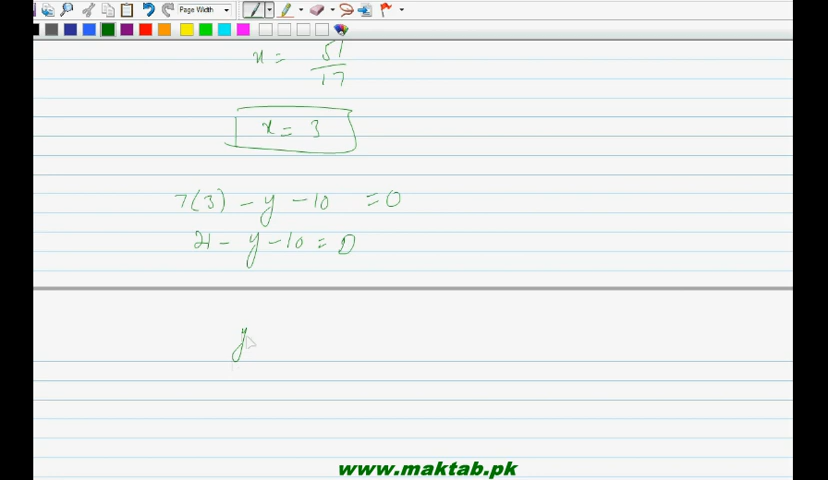 Page Width
x = 51
17
x = 3
7(3) - y - 10 = 0
21 - y - 10 = 0
y
www.maktab.pk